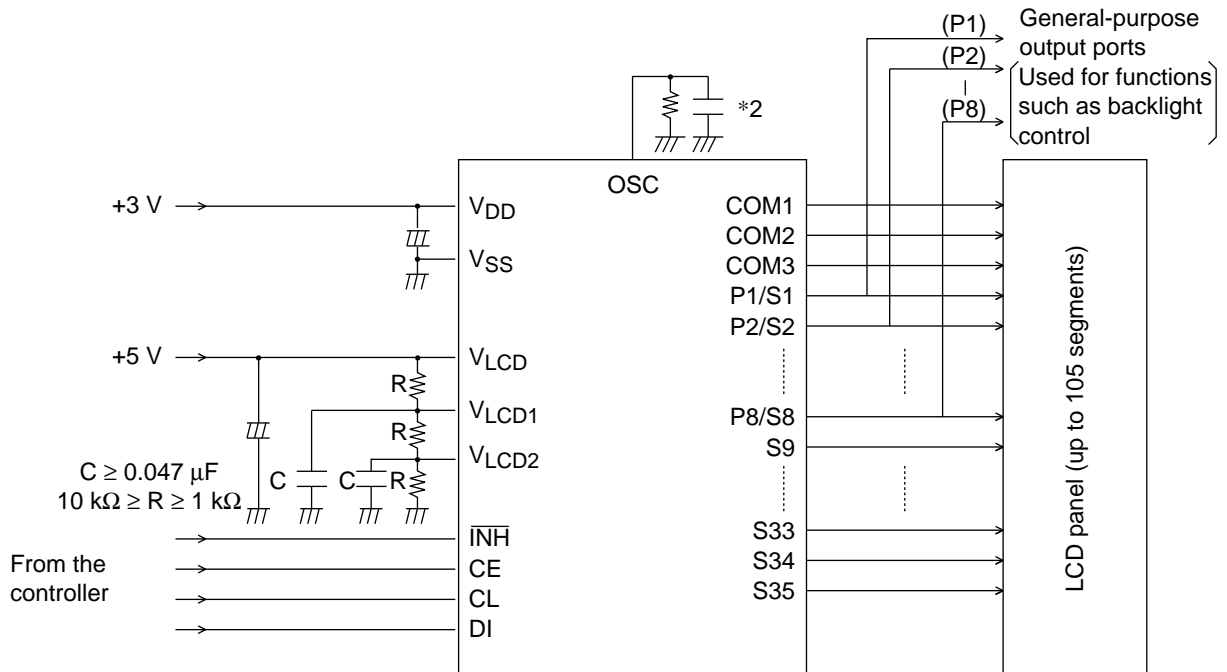 (P1)
General-purpose
output ports
(P2)
(P8)
Used for functions
such as backlight
control
*2
OSC
+3 V
VDD
VSS
+5 V
VLCD
R
VLCD1
R
VLCD2
C
C
R
C ≥ 0.047 μF
10 kΩ ≥ R ≥ 1 kΩ
From the
controller
INH
CE
CL
DI
COM1
COM2
COM3
P1/S1
P2/S2
P8/S8
S9
S33
S34
S35
LCD panel (up to 105 segments)